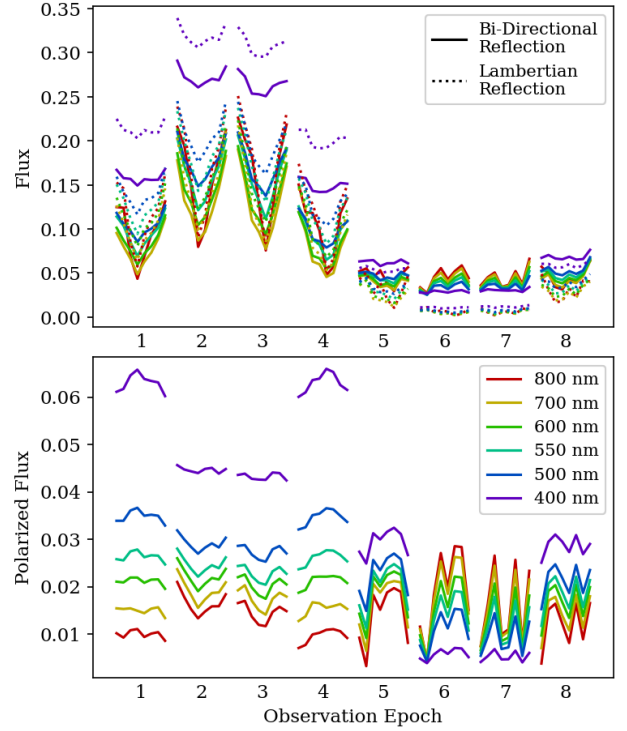 0.35
0.30
0.25
0.20
0.15
0.10
0.05
0.00
Flux
Bi-Directional
Reflection
Lambertian
Reflection
1 2 3 4 5 6 7 8
0.06
0.05
0.04
0.03
0.02
0.01
Polarized Flux
800 nm
700 nm
600 nm
550 nm
500 nm
400 nm
1 2 3 4 5 6 7 8
Observation Epoch